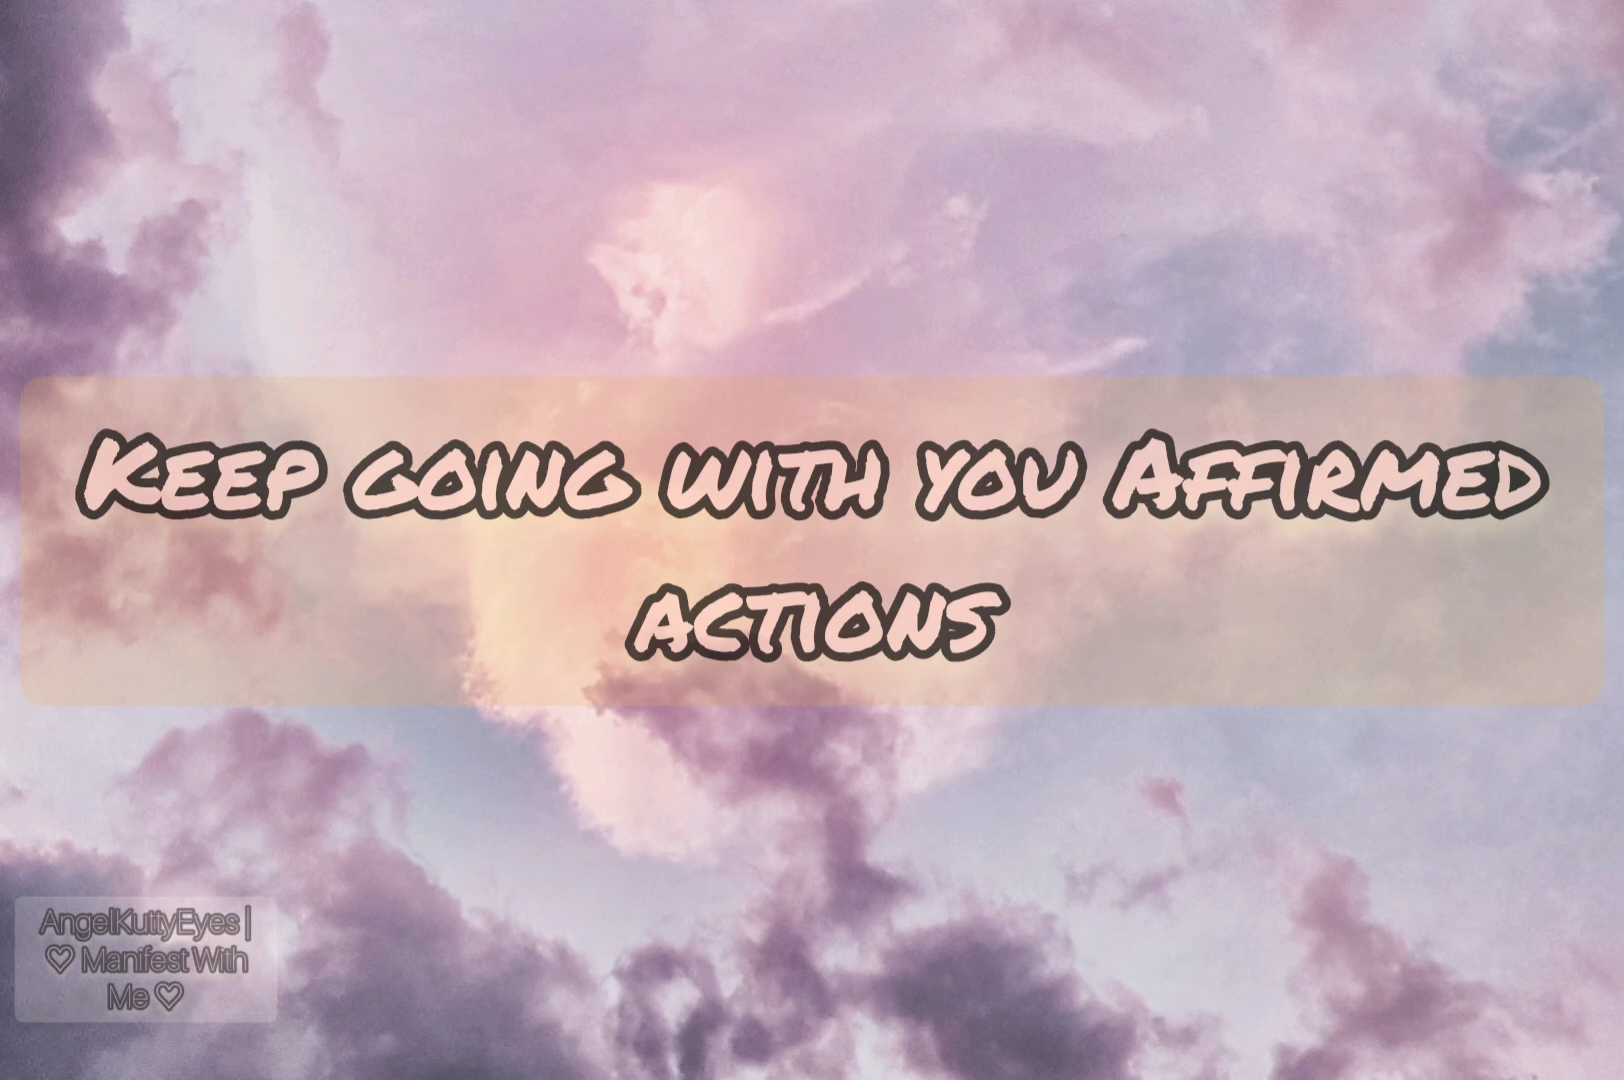 Keep going with you Affirmed
actions
AngelKuttyEyes |
♡ Manifest With
Me ♡